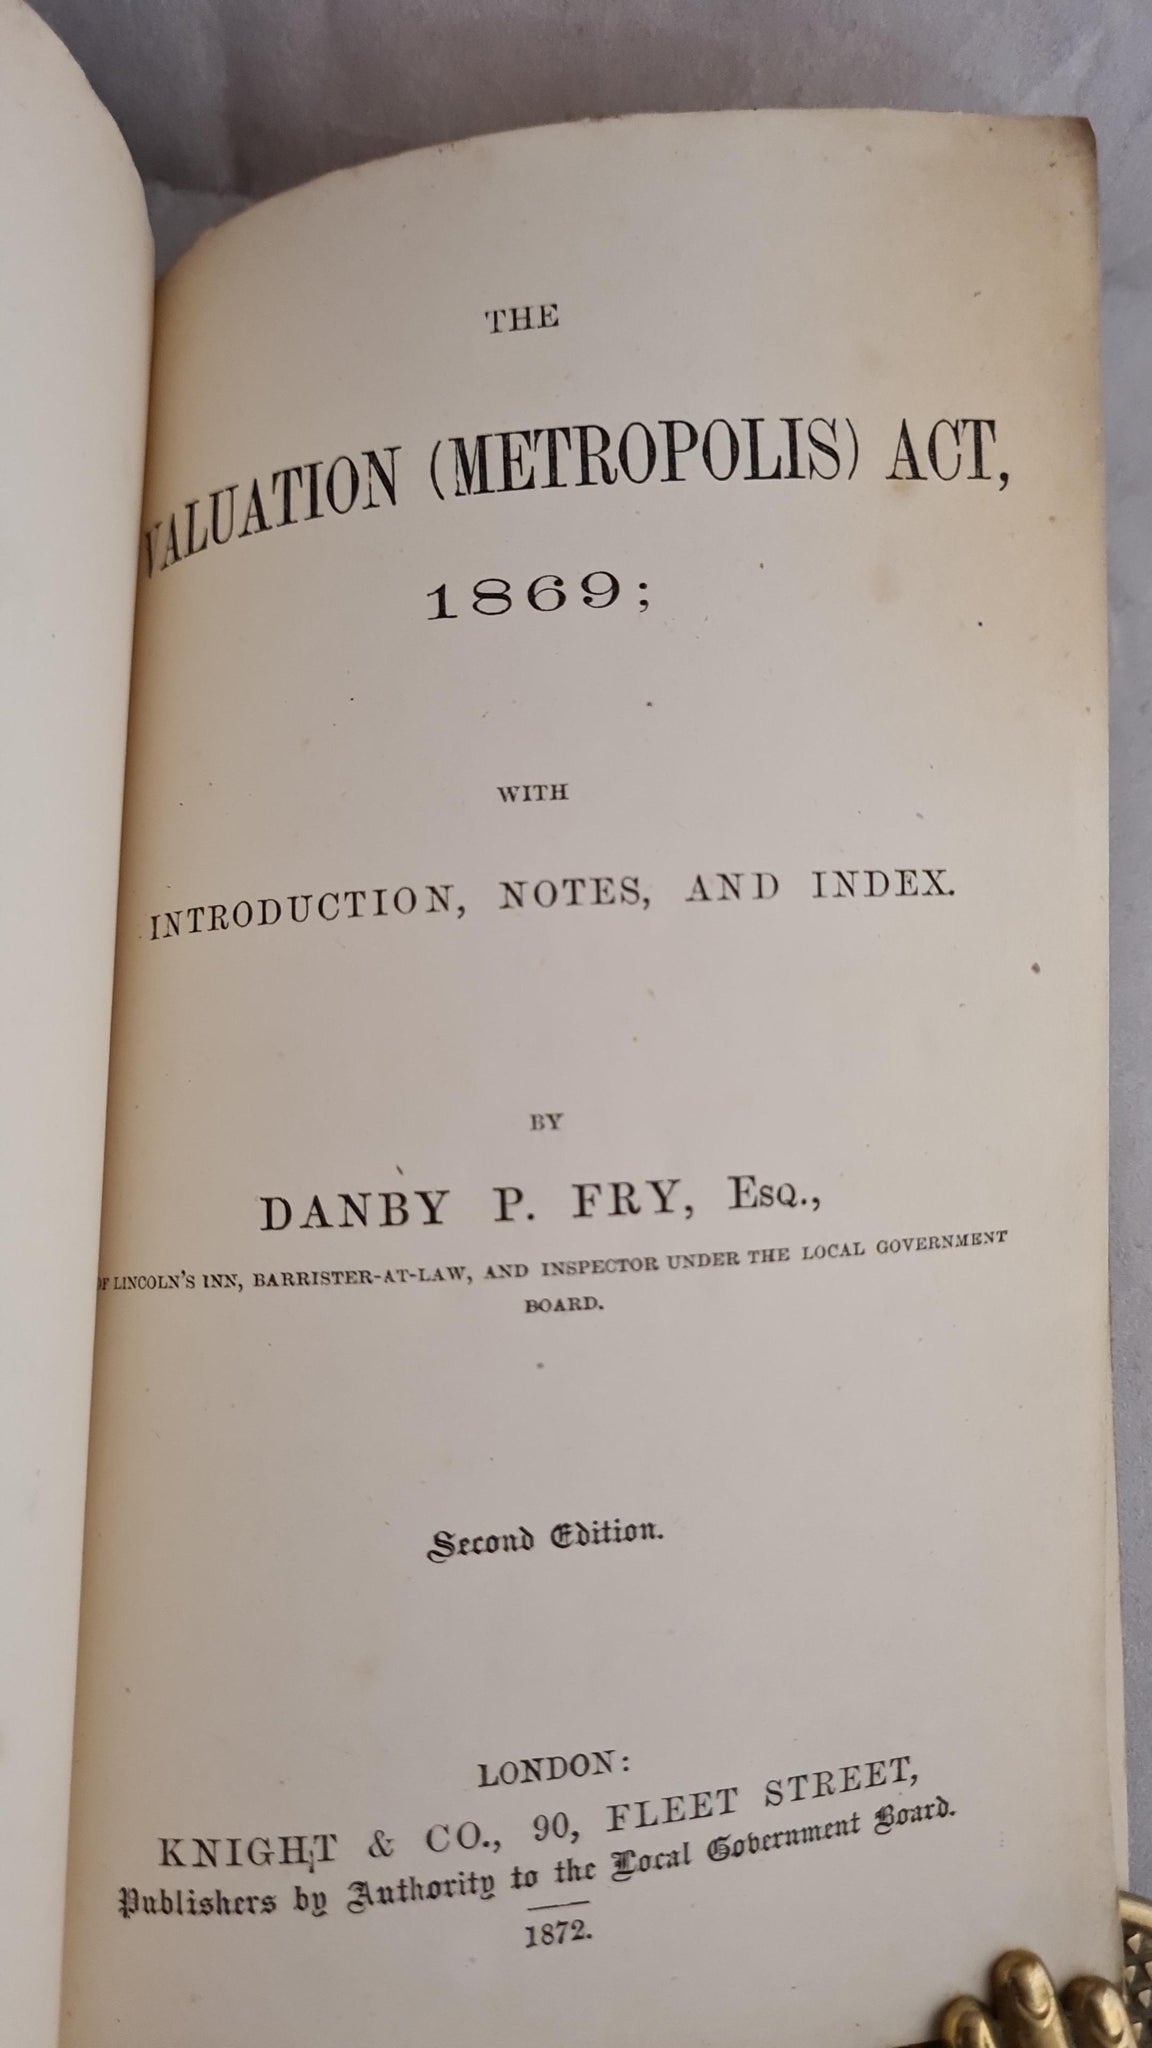 THE
VALUATION (METROPOLIS) ACT,
1869;
WITH
INTRODUCTION, NOTES, AND INDEX.
BY
DANBY P. FRY, ESQ.,
OF LINCOLN'S INN, BARRISTER-AT-LAW, AND INSPECTOR UNDER THE LOCAL GOVERNMENT
BOARD.
Second Edition.
LONDON:
KNIGHT & CO., 90, FLEET STREET,
Publishers by Authority to the Local Government Board.
1872.